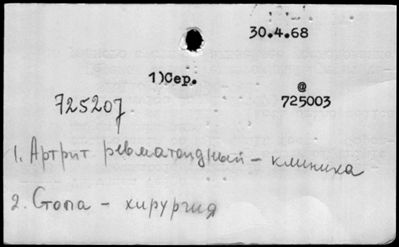 30.4.68
1)Сер.
@
725207
725003
1. Артрит ревматоидный - клиника
2. Стопа - хирургия